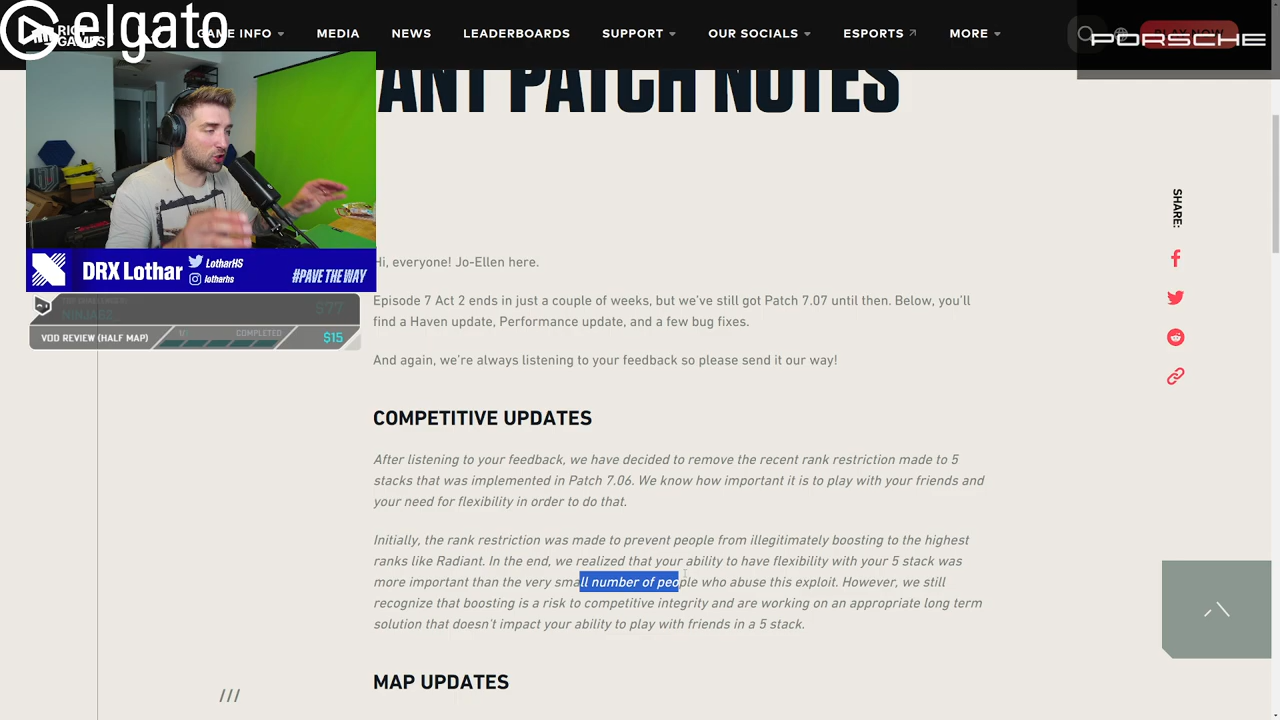 elgato
RIOT
GAMES
GAME INFO
MEDIA
NEWS
LEADERBOARDS
SUPPORT
OUR SOCIALS
ESPORTS
MORE
PLAY NOW
PORSCHE
ANT PATCH NOTES
DRX Lothar
LotharHS
lotharhs
#PAVE THE WAY
$77
VOD REVIEW (HALF MAP)
COMPLETED
$15
SHARE:
Hi, everyone! Jo-Ellen here.
Episode 7 Act 2 ends in just a couple of weeks, but we've still got Patch 7.07 until then. Below, you'll
find a Haven update, Performance update, and a few bug fixes.
And again, we're always listening to your feedback so please send it our way!
COMPETITIVE UPDATES
After listening to your feedback, we have decided to remove the recent rank restriction made to 5
stacks that was implemented in Patch 7.06. We know how important it is to play with your friends and
your need for flexibility in order to do that.
Initially, the rank restriction was made to prevent people from illegitimately boosting to the highest
ranks like Radiant. In the end, we realized that your ability to have flexibility with your 5 stack was
more important than the very small number of people who abuse this exploit. However, we still
recognize that boosting is a risk to competitive integrity and are working on an appropriate long term
solution that doesn't impact your ability to play with friends in a 5 stack.
///
MAP UPDATES